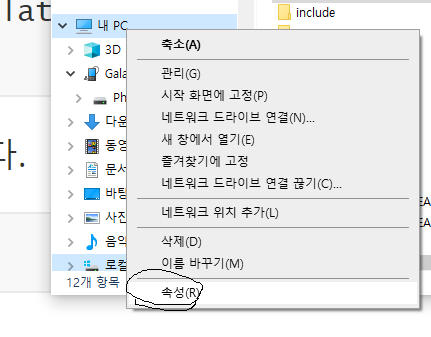 lat
내 PC
include
3D
Gala
Ph
다운
동영
문서
바탕
사진
음악
로컬
12개 항목
다.
축소(A)
관리(G)
시작 화면에 고정(P)
네트워크 드라이브 연결(N)...
새 창에서 열기(E)
즐겨찾기에 고정
네트워크 드라이브 연결 끊기(C)...
네트워크 위치 추가(L)
삭제(D)
이름 바꾸기(M)
속성(R)
EA
EA